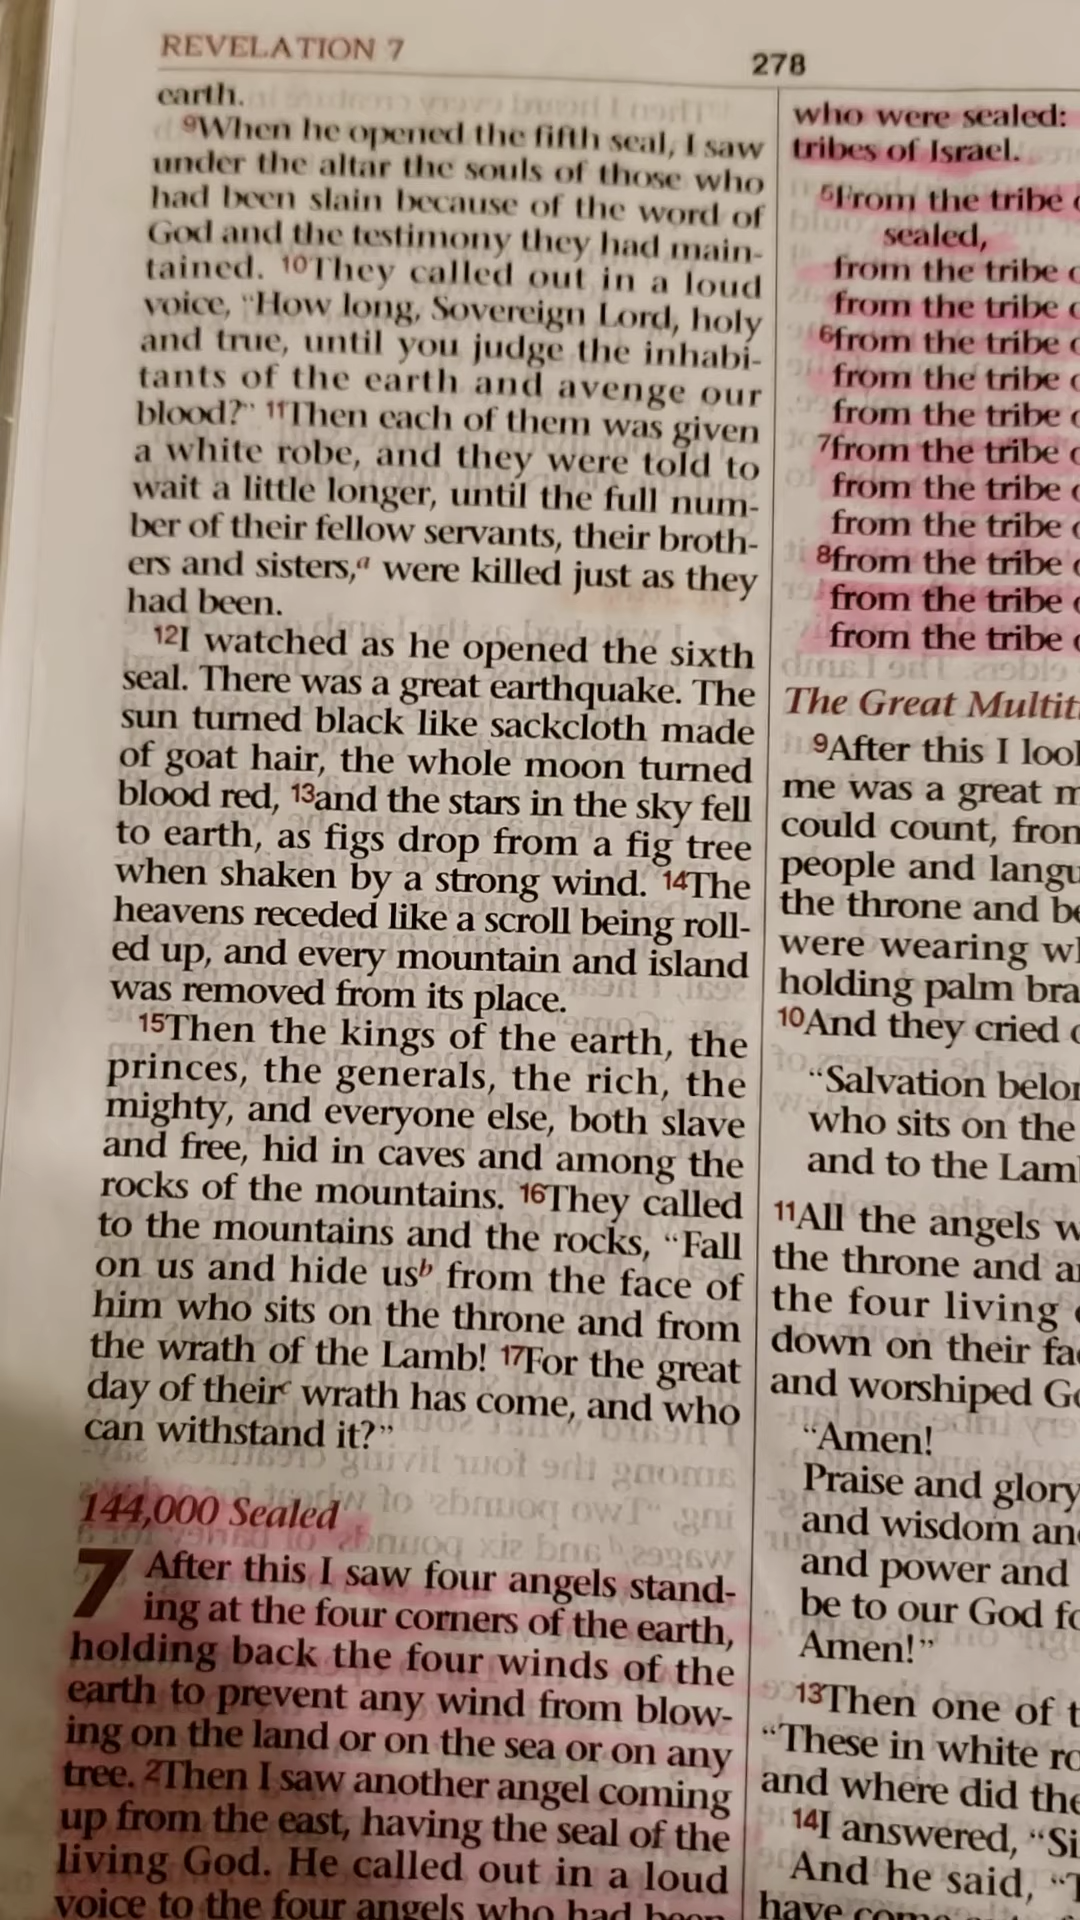 REVELATION 7
278
earth.
9When he opened the fifth seal, I saw
under the altar the souls of those who
had been slain because of the word of
God and the testimony they had main-
tained. 10They called out in a loud
voice, “How long, Sovereign Lord, holy
and true, until you judge the inhabi-
tants of the earth and avenge our
blood?” 11Then each of them was given
a white robe, and they were told to
wait a little longer, until the full num-
ber of their fellow servants, their broth-
ers and sisters,a were killed just as they
had been.
12I watched as he opened the sixth
seal. There was a great earthquake. The
sun turned black like sackcloth made
of goat hair, the whole moon turned
blood red, 13and the stars in the sky fell
to earth, as figs drop from a fig tree
when shaken by a strong wind. 14The
heavens receded like a scroll being roll-
ed up, and every mountain and island
was removed from its place.
15Then the kings of the earth, the
princes, the generals, the rich, the
mighty, and everyone else, both slave
and free, hid in caves and among the
rocks of the mountains. 16They called
to the mountains and the rocks, “Fall
on us and hide usb from the face of
him who sits on the throne and from
the wrath of the Lamb! 17For the great
day of theirc wrath has come, and who
can withstand it?”
144,000 Sealed
7 After this I saw four angels stand-
ing at the four corners of the earth,
holding back the four winds of the
earth to prevent any wind from blow-
ing on the land or on the sea or on any
tree. 2Then I saw another angel coming
up from the east, having the seal of the
living God. He called out in a loud
voice to the four angels who had been
who were sealed:
tribes of Israel.
5From the tribe
sealed,
from the tribe
from the tribe
6from the tribe
from the tribe
from the tribe
7from the tribe
from the tribe
from the tribe
8from the tribe
from the tribe
from the tribe
The Great
9After this I
me was a great
could count,
people and
the throne and
were wearing
holding palm
10And they cried
“Salvation
who sits on the
and to the
11All the angels
the throne and
the four living
down on their
and worshiped
“Amen!
Praise and glory
and wisdom
and power and
be to our God
Amen!”
13Then one of
“These in white
and where did
14I answered,
And he said,
have